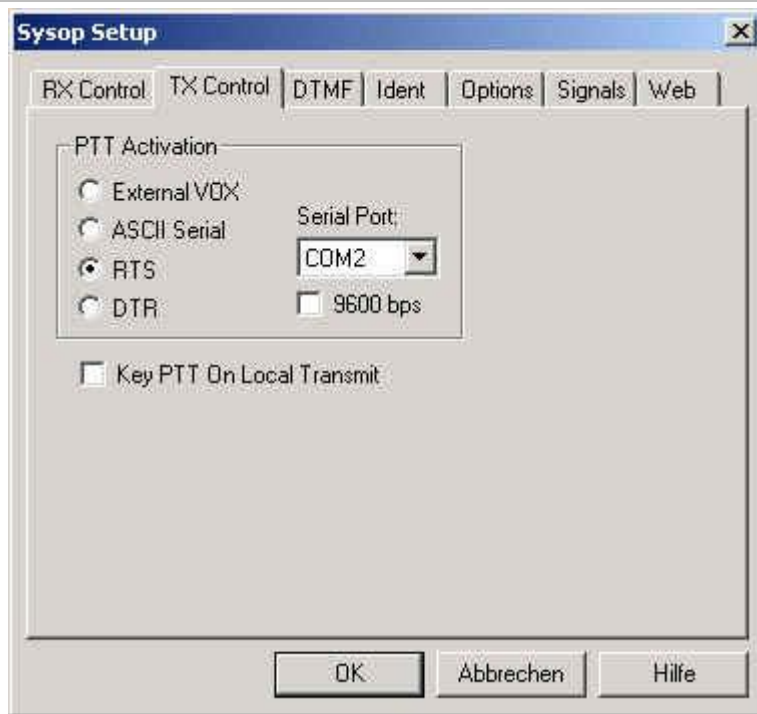 Sysop Setup
RX Control TX Control DTMF Ident Options Signals Web
PTT Activation
External VOX
ASCII Serial
RTS
DTR
Serial Port:
COM2
9600 bps
Key PTT On Local Transmit
OK Abbrechen Hilfe